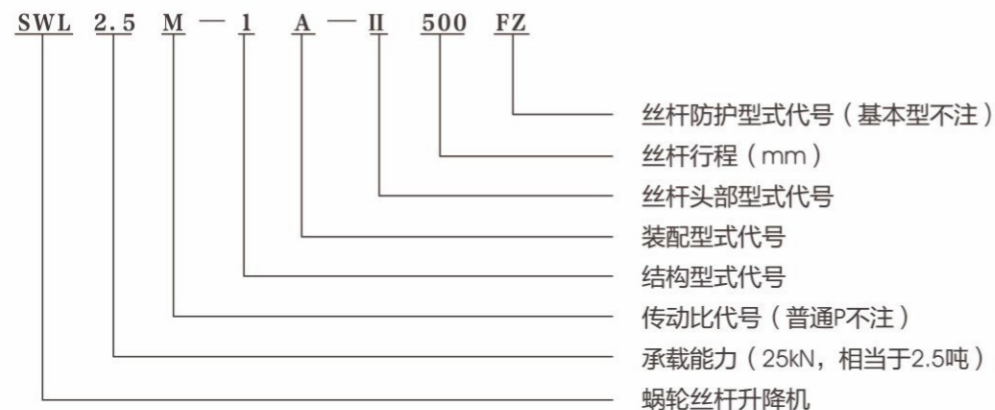 SWL 2.5 M — 1 A — II 500 FZ
丝杆防护型式代号（基本型不注）
丝杆行程（mm）
丝杆头部型式代号
装配型式代号
结构型式代号
传动比代号（普通P不注）
承载能力（25kN，相当于2.5吨）
蜗轮丝杆升降机